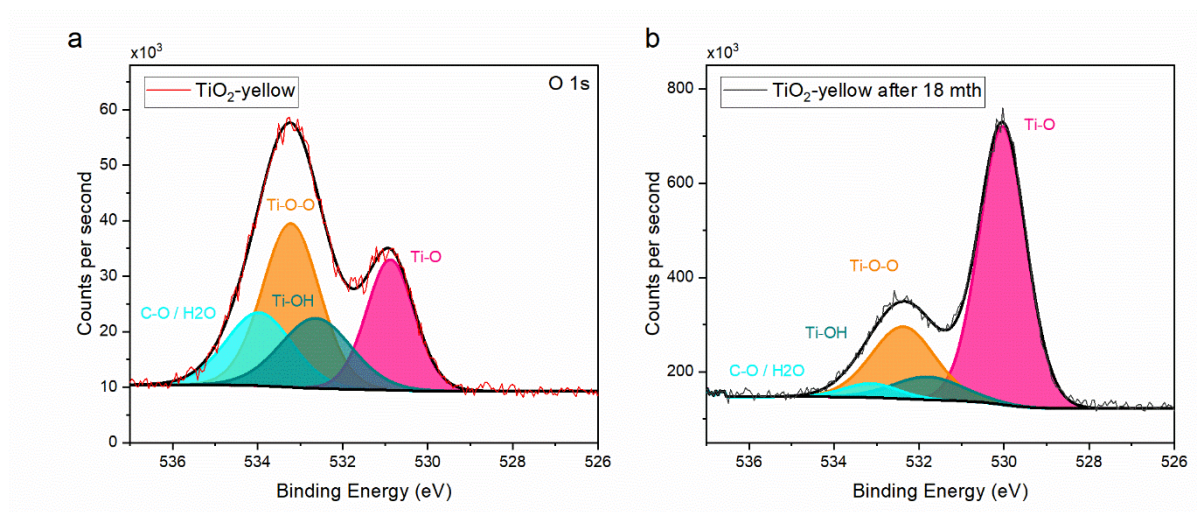 a
x10³
TiO₂-yellow
O 1s
60
50
40
30
20
10
0
Ti-O-O
Ti-O
Ti-OH
C-O / H2O
Counts per second
536
534
532
530
528
526
Binding Energy (eV)
b
x10³
TiO₂-yellow after 18 mth
800
600
400
200
Ti-O
Ti-O-O
Ti-OH
C-O / H2O
Counts per second
536
534
532
530
528
526
Binding Energy (eV)